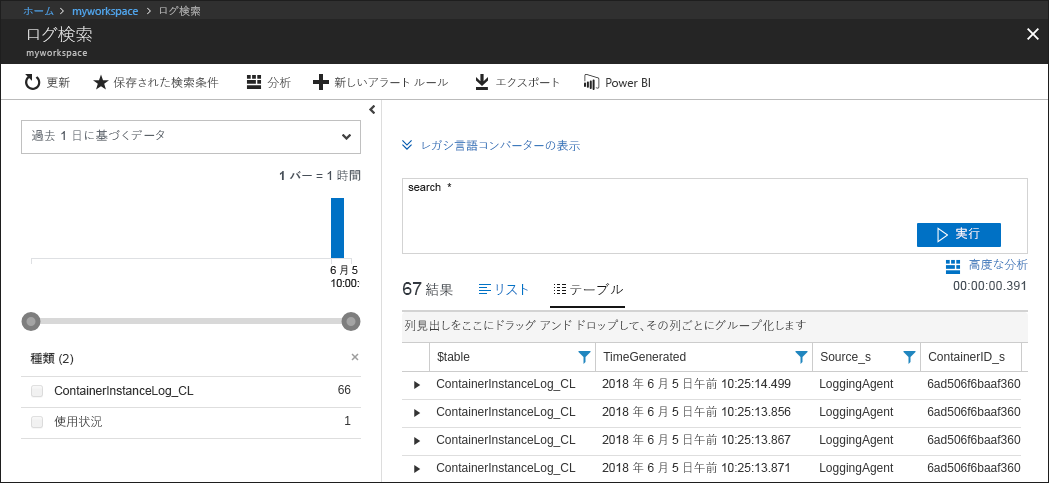 ホーム > myworkspace > ログ検索
ログ検索
myworkspace
更新 保存された検索条件 分析 新しいアラート ルール エクスポート Power BI
過去 1 日に基づくデータ
1 バー = 1 時間
6 月 5
10:00:
種類 (2)
ContainerInstanceLog_CL 66
使用状況 1
レガシ言語コンバーターの表示
search *
実行
高度な分析
67 結果 リスト テーブル 00:00:00.391
列見出しをここにドラッグ アンド ドロップして、その列ごとにグループ化します
$table TimeGenerated Source_s ContainerID_s
ContainerInstanceLog_CL 2018 年 6 月 5 日午前 10:25:14.499 LoggingAgent 6ad506f6baaf360
ContainerInstanceLog_CL 2018 年 6 月 5 日午前 10:25:13.856 LoggingAgent 6ad506f6baaf360
ContainerInstanceLog_CL 2018 年 6 月 5 日午前 10:25:13.867 LoggingAgent 6ad506f6baaf360
ContainerInstanceLog_CL 2018 年 6 月 5 日午前 10:25:13.871 LoggingAgent 6ad506f6baaf360